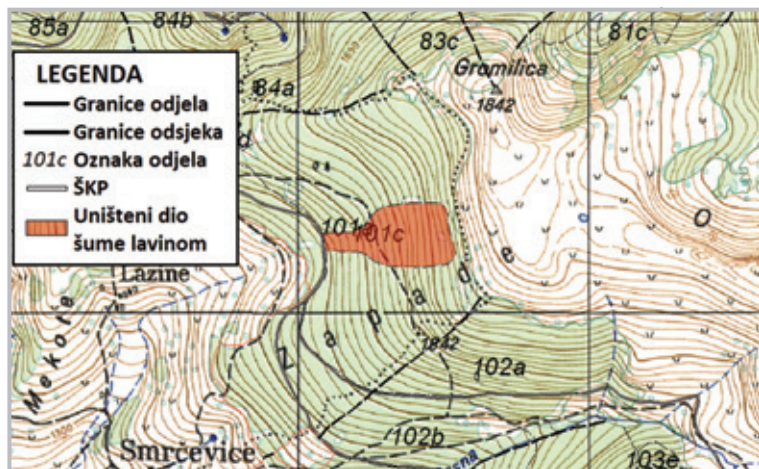 85a
84b
83c
81c
Gromilica
1842
84a
LEGENDA
Granice odjela
Granice odsjeka
101c Oznaka odjela
ŠKP
Uništeni dio
šume lavinom
101c
Lazine
Mekote
Zapade
O
1842
102a
102b
Smrčevice
103e